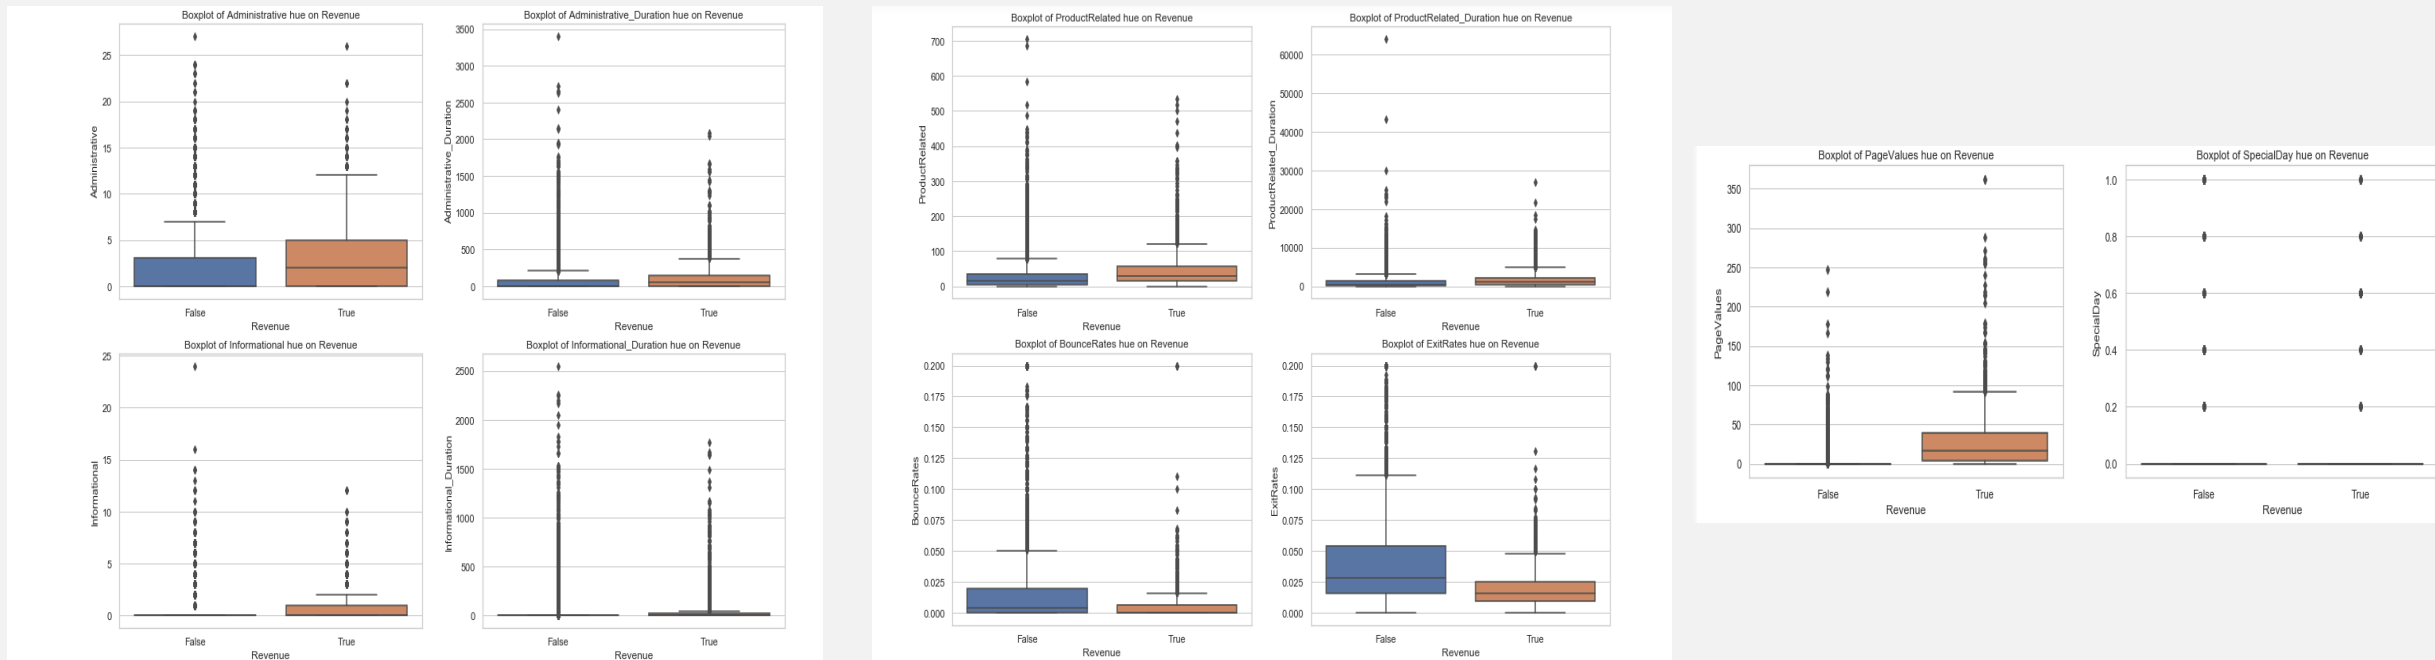 Boxplot of Administrative hue on Revenue
Administrative
25
20
15
10
5
0
False
True
Revenue
Boxplot of Administrative_Duration hue on Revenue
Administrative_Duration
3500
3000
2500
2000
1500
1000
500
0
False
True
Revenue
Boxplot of Informational hue on Revenue
Informational
25
20
15
10
5
0
False
True
Revenue
Boxplot of Informational_Duration hue on Revenue
Informational_Duration
2500
2000
1500
1000
500
0
False
True
Revenue
Boxplot of ProductRelated hue on Revenue
ProductRelated
700
600
500
400
300
200
100
0
False
True
Revenue
Boxplot of ProductRelated_Duration hue on Revenue
ProductRelated_Duration
60000
50000
40000
30000
20000
10000
0
False
True
Revenue
Boxplot of BounceRates hue on Revenue
BounceRates
0.200
0.175
0.150
0.125
0.100
0.075
0.050
0.025
0.000
False
True
Revenue
Boxplot of ExitRates hue on Revenue
ExitRates
0.200
0.175
0.150
0.125
0.100
0.075
0.050
0.025
0.000
False
True
Revenue
Boxplot of PageValues hue on Revenue
PageValues
350
300
250
200
150
100
50
0
False
True
Revenue
Boxplot of SpecialDay hue on Revenue
SpecialDay
1.0
0.8
0.6
0.4
0.2
0.0
False
True
Revenue